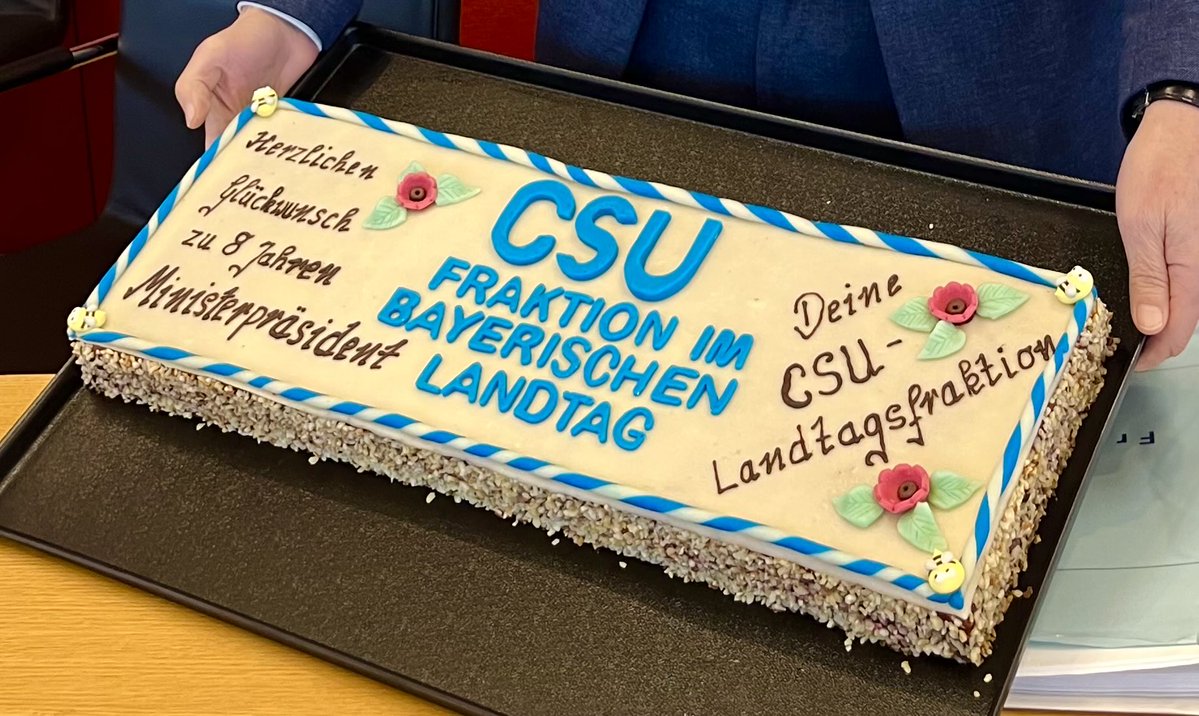 Herzlichen
Glückwunsch
zu 8 Jahren
Ministerpräsident
CSU
FRAKTION IM
BAYERISCHEN
LANDTAG
Deine
CSU-
Landtagsfraktion